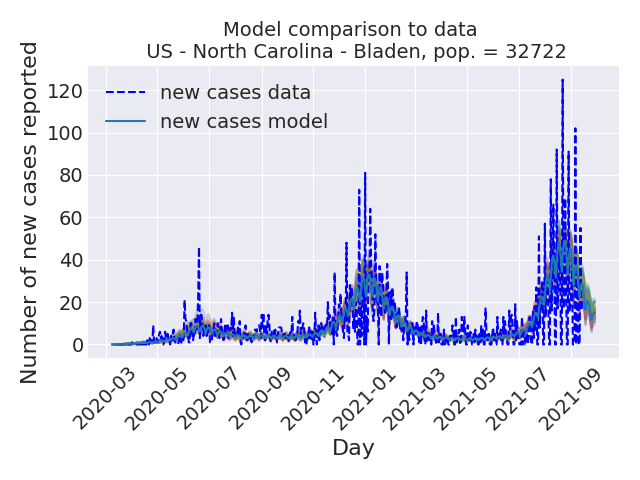 Model comparison to data
US - North Carolina - Bladen, pop. = 32722
Number of new cases reported
120
100
80
60
40
20
0
new cases data
new cases model
2020-03
2020-05
2020-07
2020-09
2020-11
2021-01
2021-03
2021-05
2021-07
2021-09
Day